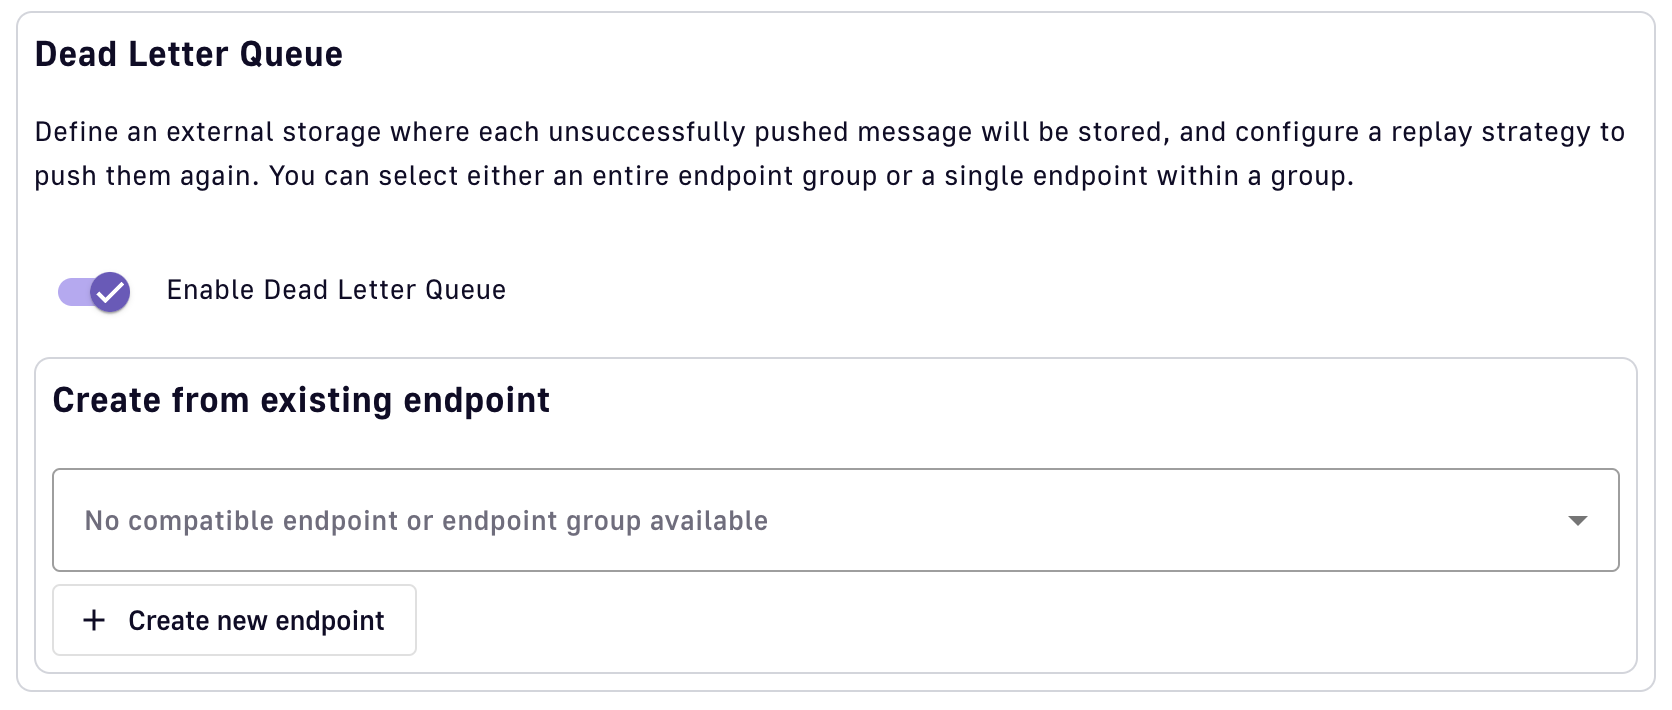 Dead Letter Queue
Define an external storage where each unsuccessfully pushed message will be stored, and configure a replay strategy to
push them again. You can select either an entire endpoint group or a single endpoint within a group.
Enable Dead Letter Queue
Create from existing endpoint
No compatible endpoint or endpoint group available
Create new endpoint